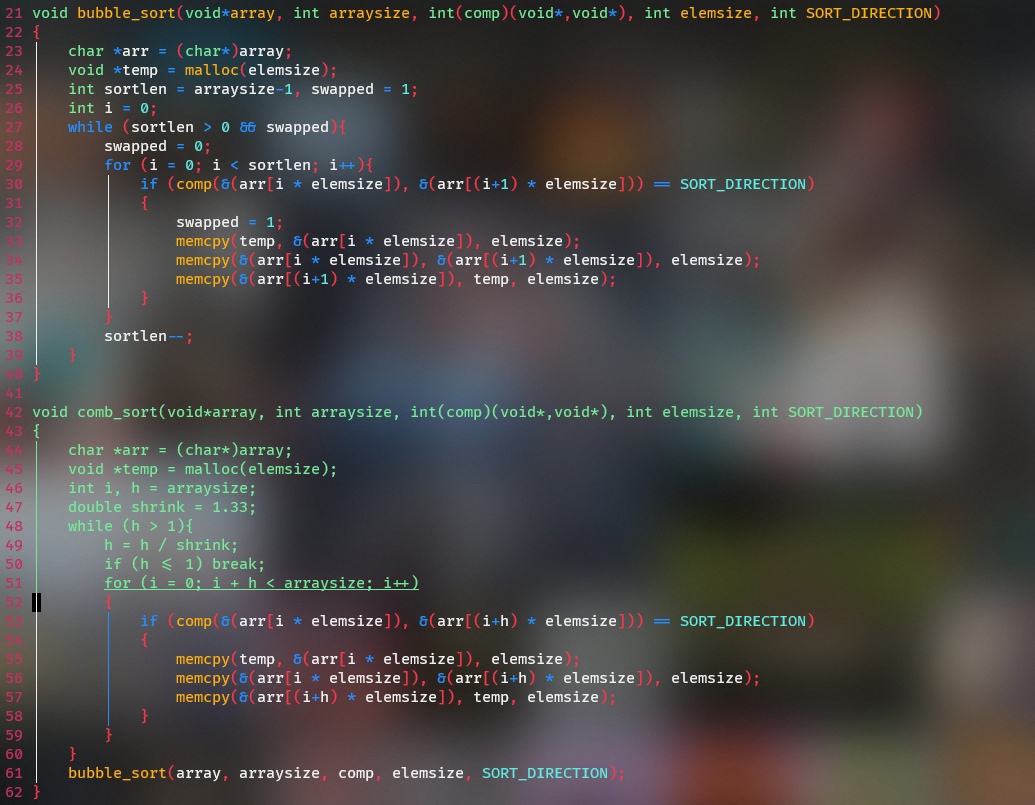 21 void bubble_sort(void*array, int arraysize, int(comp)(void*,void*), int elemsize, int SORT_DIRECTION)
22 {
23     char *arr = (char*)array;
24     void *temp = malloc(elemsize);
25     int sortlen = arraysize-1, swapped = 1;
26     int i = 0;
27     while (sortlen > 0 && swapped){
28         swapped = 0;
29         for (i = 0; i < sortlen; i++){
30             if (comp(&(arr[i * elemsize]), &(arr[(i+1) * elemsize])) == SORT_DIRECTION)
31             {
32                 swapped = 1;
33                 memcpy(temp, &(arr[i * elemsize]), elemsize);
34                 memcpy(&(arr[i * elemsize]), &(arr[(i+1) * elemsize]), elemsize);
35                 memcpy(&(arr[(i+1) * elemsize]), temp, elemsize);
36             }
37         }
38         sortlen--;
39     }
40 }
41
42 void comb_sort(void*array, int arraysize, int(comp)(void*,void*), int elemsize, int SORT_DIRECTION)
43 {
44     char *arr = (char*)array;
45     void *temp = malloc(elemsize);
46     int i, h = arraysize;
47     double shrink = 1.33;
48     while (h > 1){
49         h = h / shrink;
50         if (h <= 1) break;
51         for (i = 0; i + h < arraysize; i++)
52         {
53             if (comp(&(arr[i * elemsize]), &(arr[(i+h) * elemsize])) == SORT_DIRECTION)
54             {
55                 memcpy(temp, &(arr[i * elemsize]), elemsize);
56                 memcpy(&(arr[i * elemsize]), &(arr[(i+h) * elemsize]), elemsize);
57                 memcpy(&(arr[(i+h) * elemsize]), temp, elemsize);
58             }
59         }
60     }
61     bubble_sort(array, arraysize, comp, elemsize, SORT_DIRECTION);
62 }